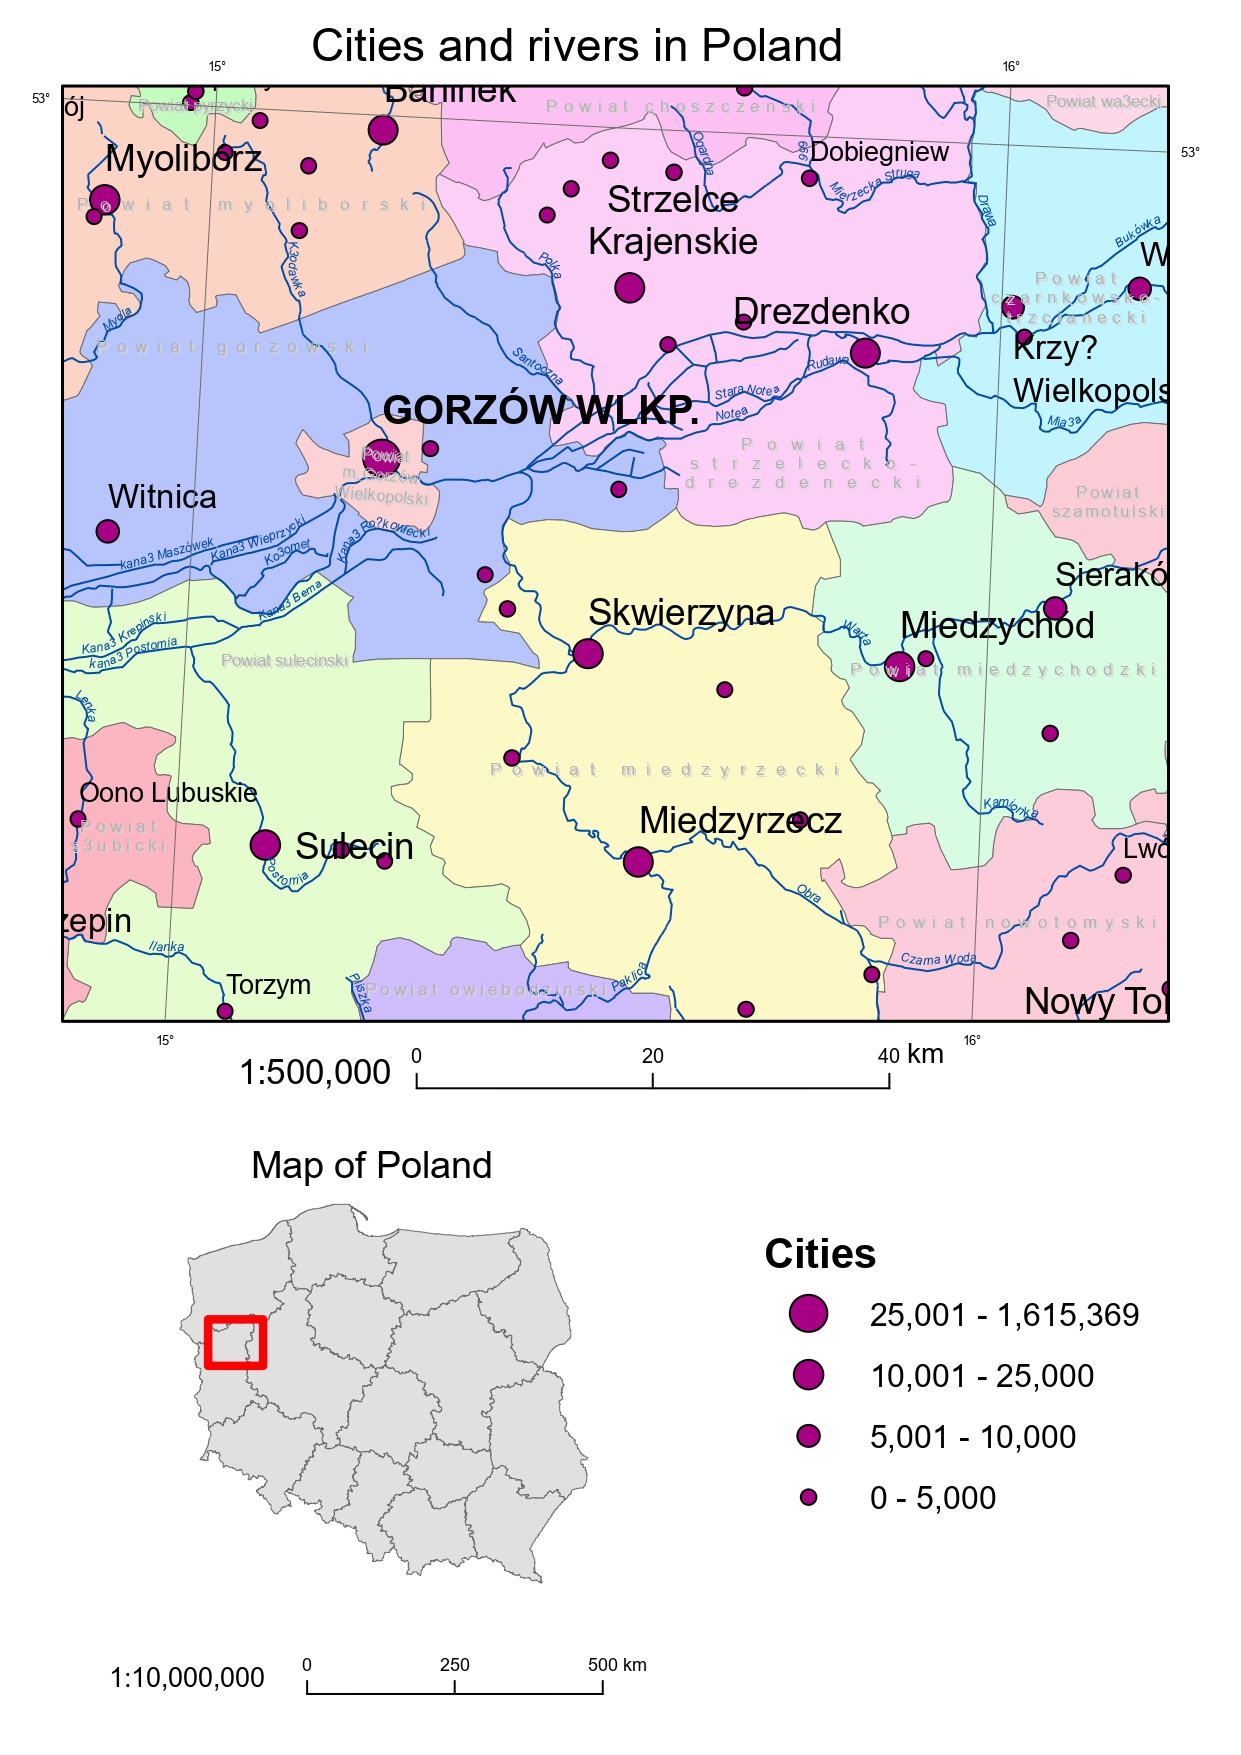 Cities and rivers in Poland
15°
16°
53°
53°
ój
Powiat pyrzycki
Barlinek
Powiat choszczenski
Powiat wa3ecki
Myolibórz
Ogardna
666
Dobiegniew
Mierzecka Struga
Powiat myoliborski
Strzelce
Krajenskie
Drawa
Bukówka
W
K3odawka
Polka
Powiat
czarnkowsko-
trzcianecki
Myola
Drezdenko
Powiat gorzowski
Krzy?
Wielkopols
Santoczna
Rudawa
Stara Notea
Notea
Mia3a
GORZÓW WLKP.
Powiat
m. Gorzów
Wielkopolski
Powiat
strzelecko-
drezdenecki
Powiat
szamotulski
Witnica
kana3 Maszówek
Kana3 Wieprzycki
Ko3omet
Kana3 Ro?kowiecki
Kana3 Bema
Sierakó
Skwierzyna
Miedzychód
Warta
Kana3 Krepinski
kana3 Postomia
Powiat sulecinski
Powiat miedzychodzki
Lenka
Powiat miedzyrzecki
Oono Lubuskie
Kamionka
Powiat
s3ubicki
Miedzyrzecz
Sulecin
Lwó
Postomia
Obra
zepin
Powiat nowotomyski
Ilanka
Czarna Woda
Torzym
Pliszka
Powiat owiebodzinski
Paklica
Nowy Tor
15°
16°
1:500,000
0
20
40 km
Map of Poland
Cities
25,001 - 1,615,369
10,001 - 25,000
5,001 - 10,000
0 - 5,000
1:10,000,000
0
250
500 km